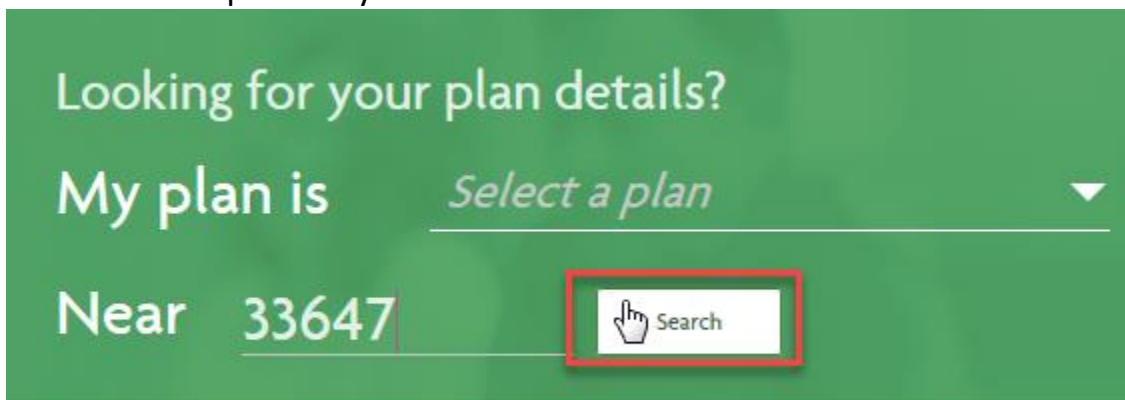 Looking for your plan details?
My plan is Select a plan
Near 33647 Search